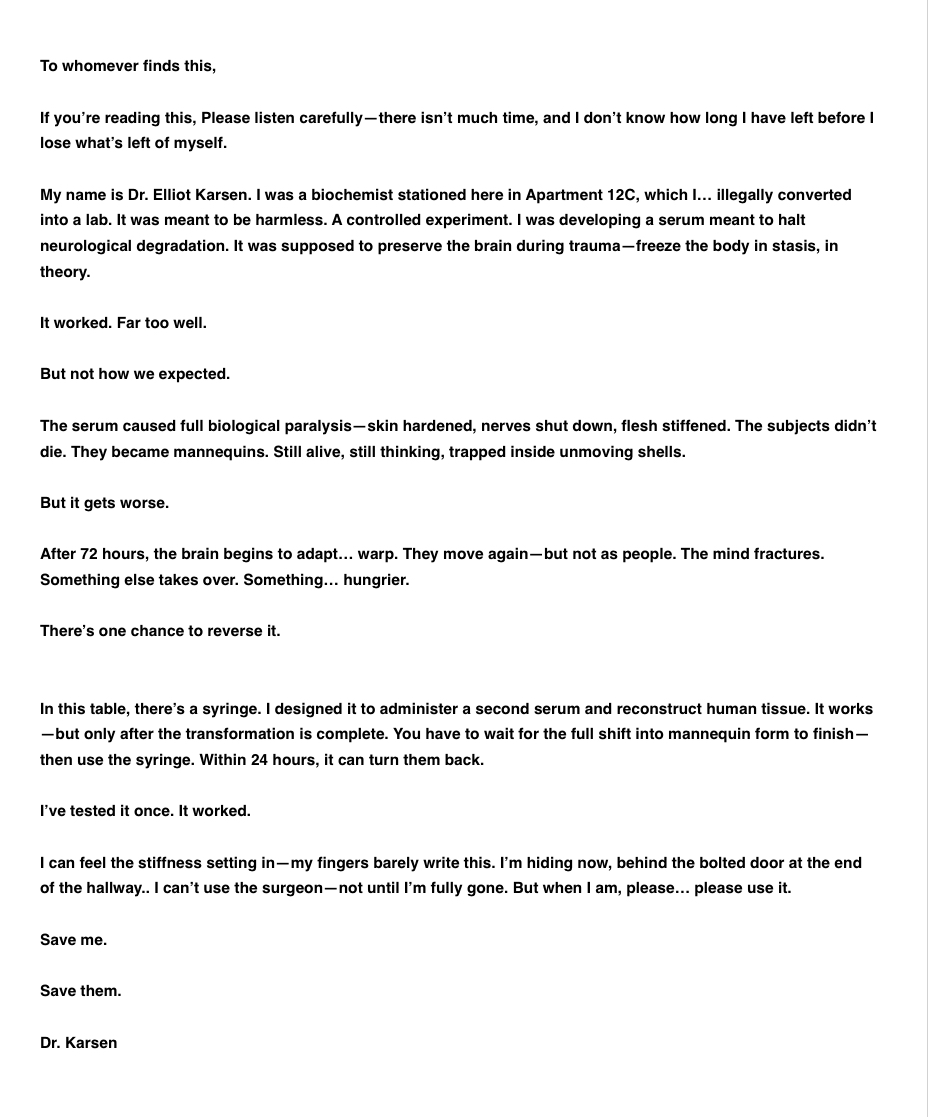 To whomever finds this,
If you’re reading this, Please listen carefully—there isn’t much time, and I don’t know how long I have left before I
lose what’s left of myself.
My name is Dr. Elliot Karsen. I was a biochemist stationed here in Apartment 12C, which I… illegally converted
into a lab. It was meant to be harmless. A controlled experiment. I was developing a serum meant to halt
neurological degradation. It was supposed to preserve the brain during trauma—freeze the body in stasis, in
theory.
It worked. Far too well.
But not how we expected.
The serum caused full biological paralysis—skin hardened, nerves shut down, flesh stiffened. The subjects didn’t
die. They became mannequins. Still alive, still thinking, trapped inside unmoving shells.
But it gets worse.
After 72 hours, the brain begins to adapt… warp. They move again—but not as people. The mind fractures.
Something else takes over. Something… hungrier.
There’s one chance to reverse it.
In this table, there’s a syringe. I designed it to administer a second serum and reconstruct human tissue. It works
—but only after the transformation is complete. You have to wait for the full shift into mannequin form to finish—
then use the syringe. Within 24 hours, it can turn them back.
I’ve tested it once. It worked.
I can feel the stiffness setting in—my fingers barely write this. I’m hiding now, behind the bolted door at the end
of the hallway.. I can’t use the surgeon—not until I’m fully gone. But when I am, please… please use it.
Save me.
Save them.
Dr. Karsen